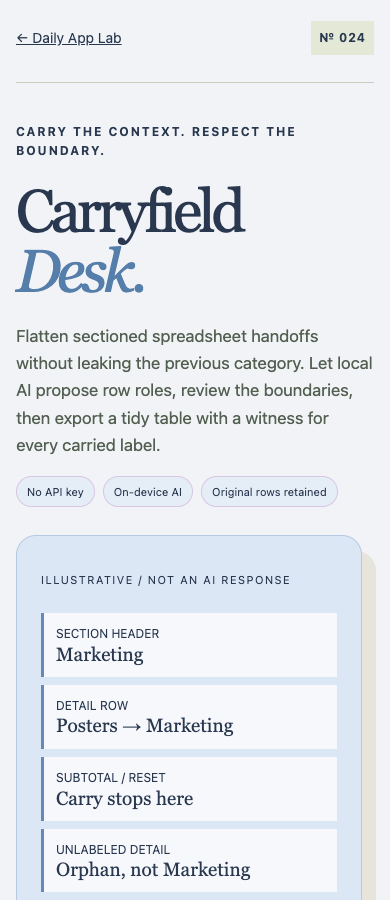 ← Daily App Lab
Nº 024
CARRY THE CONTEXT. RESPECT THE
BOUNDARY.
Carryfield
Desk.
Flatten sectioned spreadsheet handoffs
without leaking the previous category. Let local
AI propose row roles, review the boundaries,
then export a tidy table with a witness for
every carried label.
No API key
On-device AI
Original rows retained
ILLUSTRATIVE / NOT AN AI RESPONSE
SECTION HEADER
Marketing
DETAIL ROW
Posters → Marketing
SUBTOTAL / RESET
Carry stops here
UNLABELED DETAIL
Orphan, not Marketing